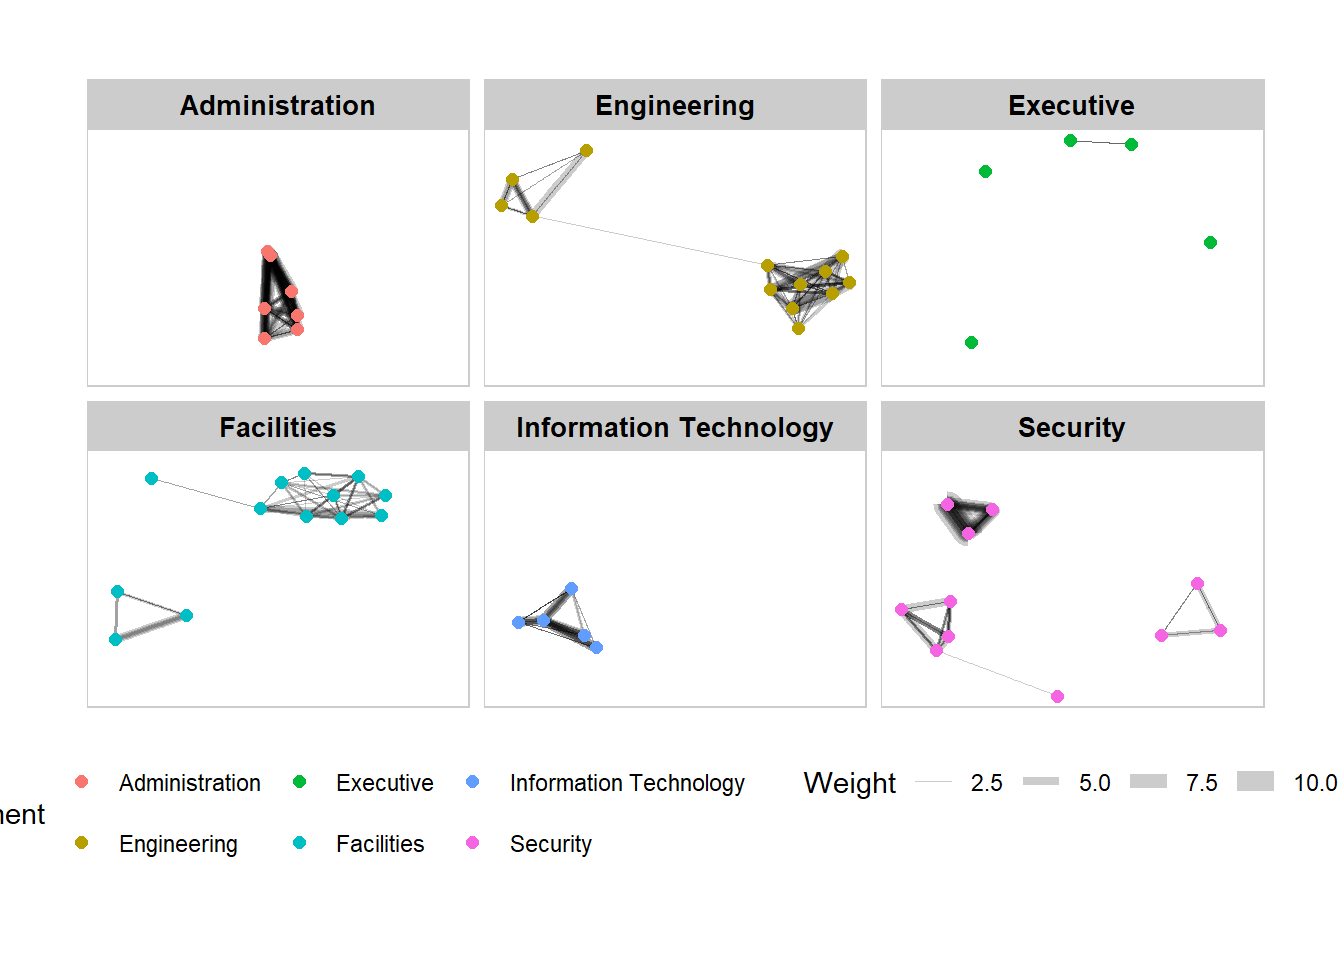 Administration Engineering Executive
Facilities Information Technology Security
Administration Executive Information Technology Weight 2.5 5.0 7.5 10.0
Engineering Facilities Security